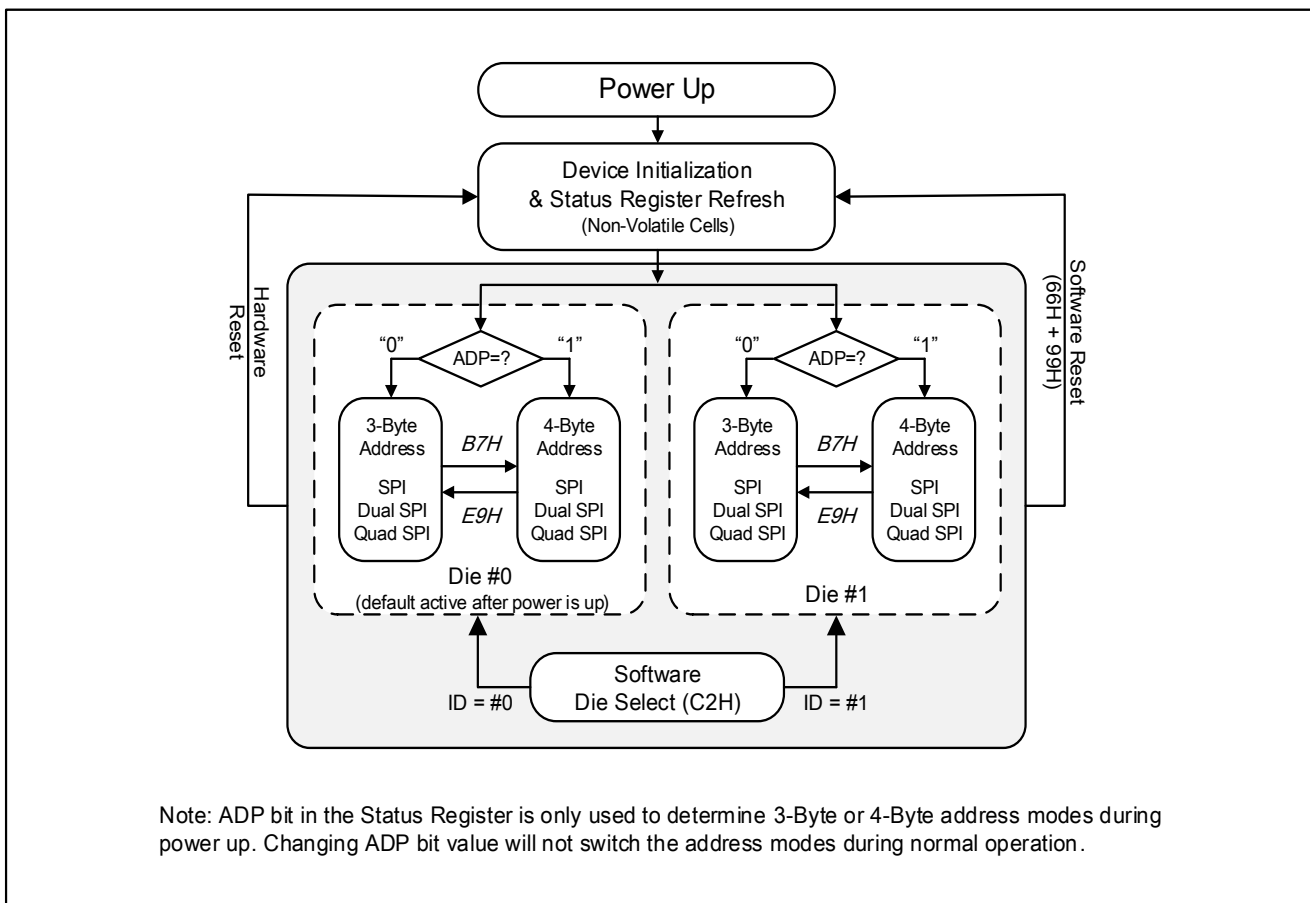 Power Up
Device Initialization
& Status Register Refresh
(Non-Volatile Cells)
Hardware
Reset
Software Reset
(66H + 99H)
“0”
ADP=?
“1”
3-Byte
Address
SPI
Dual SPI
Quad SPI
B7H
E9H
4-Byte
Address
SPI
Dual SPI
Quad SPI
Die #0
(default active after power is up)
“0”
ADP=?
“1”
3-Byte
Address
SPI
Dual SPI
Quad SPI
B7H
E9H
4-Byte
Address
SPI
Dual SPI
Quad SPI
Die #1
Software
Die Select (C2H)
ID = #0
ID = #1
Note: ADP bit in the Status Register is only used to determine 3-Byte or 4-Byte address modes during
power up. Changing ADP bit value will not switch the address modes during normal operation.